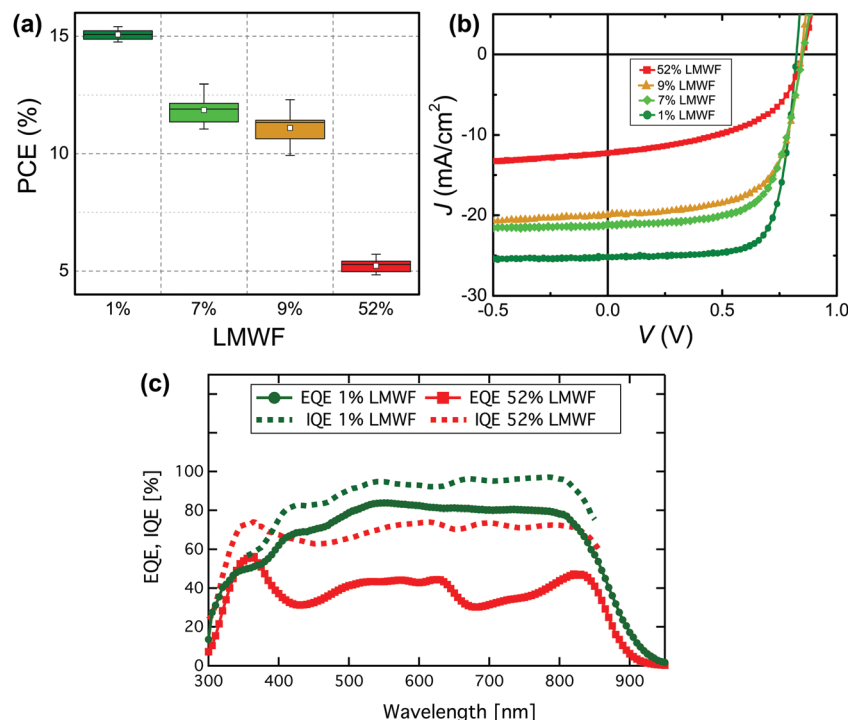 (a)
15
10
5
PCE (%)
1% 7% 9% 52%
LMWF
(b)
0
-10
-20
-30
J (mA/cm²)
52% LMWF
9% LMWF
7% LMWF
1% LMWF
-0.5 0.0 0.5 1.0
V (V)
(c)
EQE 1% LMWF EQE 52% LMWF
IQE 1% LMWF IQE 52% LMWF
100
80
60
40
20
0
EQE, IQE [%]
300 400 500 600 700 800 900
Wavelength [nm]